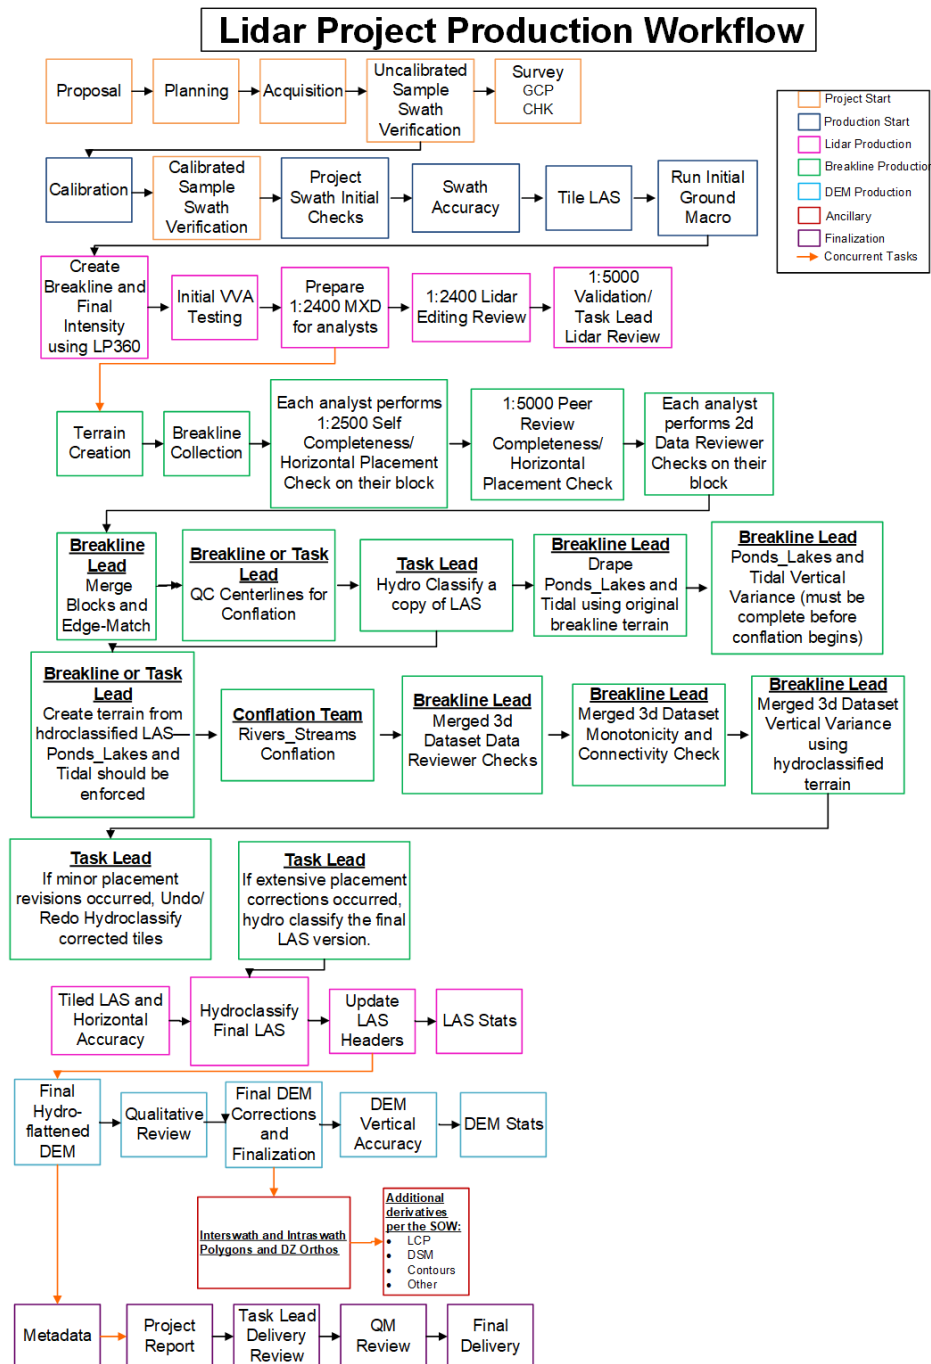 Lidar Project Production Workflow
Proposal
Planning
Acquisition
Uncalibrated
Sample
Swath
Verification
Survey
GCP
CHK
Project Start
Production Start
Lidar Production
Breakline Production
DEM Production
Ancillary
Finalization
Concurrent Tasks
Calibration
Calibrated
Sample
Swath
Verification
Project
Swath Initial
Checks
Swath
Accuracy
Tile LAS
Run Initial
Ground
Macro
Create
Breakline and
Final
Intensity
using LP360
Initial VVA
Testing
Prepare
1:2400 MXD
for analysts
1:2400 Lidar
Editing Review
1:5000
Validation/
Task Lead
Lidar Review
Terrain
Creation
Breakline
Collection
Each analyst performs
1:2500 Self
Completeness/
Horizontal Placement
Check on their block
1:5000 Peer
Review
Completeness/
Horizontal
Placement Check
Each analyst
performs 2d
Data Reviewer
Checks on their
block
Breakline
Lead
Merge
Blocks and
Edge-Match
Breakline or Task
Lead
QC Centerlines for
Conflation
Task Lead
Hydro Classify a
copy of LAS
Breakline Lead
Drape
Ponds_Lakes and
Tidal using original
breakline terrain
Breakline Lead
Ponds_Lakes and
Tidal Vertical
Variance (must be
complete before
conflation begins)
Breakline or Task
Lead
Create terrain from
hdroclassified LAS—
Ponds_Lakes and
Tidal should be
enforced
Conflation Team
Rivers_Streams
Conflation
Breakline Lead
Merged 3d
Dataset Data
Reviewer Checks
Breakline Lead
Merged 3d Dataset
Monotonicity and
Connectivity Check
Breakline Lead
Merged 3d Dataset
Vertical Variance
using
hydroclassified
terrain
Task Lead
If minor placement
revisions occurred, Undo/
Redo Hydroclassify
corrected tiles
Task Lead
If extensive placement
corrections occurred,
hydro classify the final
LAS version.
Tiled LAS and
Horizontal
Accuracy
Hydroclassify
Final LAS
Update
LAS
Headers
LAS Stats
Final
Hydro-
flattened
DEM
Qualitative
Review
Final DEM
Corrections
and
Finalization
DEM
Vertical
Accuracy
DEM Stats
Interswath and Intraswath
Polygons and DZ Orthos
Additional
derivatives
per the SOW:
• LCP
• DSM
• Contours
• Other
Metadata
Project
Report
Task Lead
Delivery
Review
QM
Review
Final
Delivery